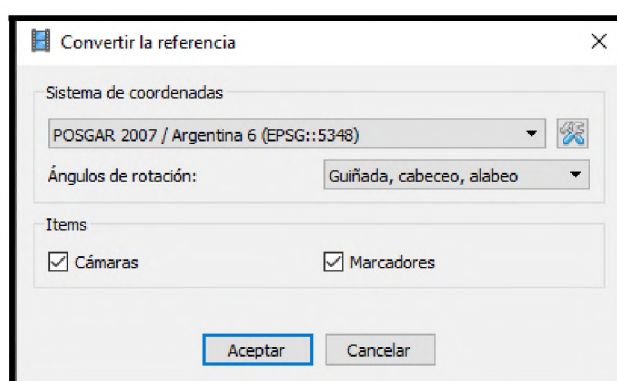 Convertir la referencia
Sistema de coordenadas
POSGAR 2007 / Argentina 6 (EPSG::5348)
Ángulos de rotación: Guiñada, cabeceo, alabeo
Items
Cámaras Marcadores
Aceptar Cancelar